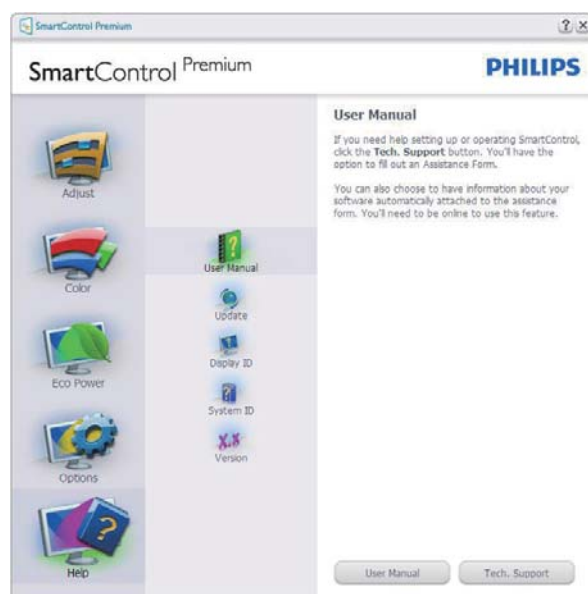 SmartControl Premium
SmartControl Premium
PHILIPS
Adjust
Color
Eco Power
Options
Help
User Manual
Update
Display ID
System ID
X.X
Version
User Manual
If you need help setting up or operating SmartControl,
click the Tech. Support button. You'll have the
option to fill out an Assistance Form.
You can also choose to have information about your
software automatically attached to the assistance
form. You'll need to be online to use this feature.
User Manual
Tech. Support